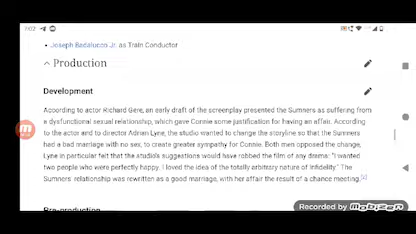 7:02
• Joseph Badalucco Jr. as Train Conductor
Production
Development
According to actor Richard Gere, an early draft of the screenplay presented the Sumners as suffering from
a dysfunctional sexual relationship, which gave Connie some justification for having an affair. According
to the actor and to director Adrian Lyne, the studio wanted to change the storyline so that the Sumners
had a bad marriage with no sex, to create greater sympathy for Connie. Both men opposed the change,
Lyne in particular felt that the studio's suggestions would have robbed the film of any drama: "I wanted
two people who were perfectly happy. I loved the idea of the totally arbitrary nature of infidelity." The
Sumners' relationship was rewritten as a good marriage, with her affair the result of a chance meeting.
Pre-production
Recorded by
MOBIZEN